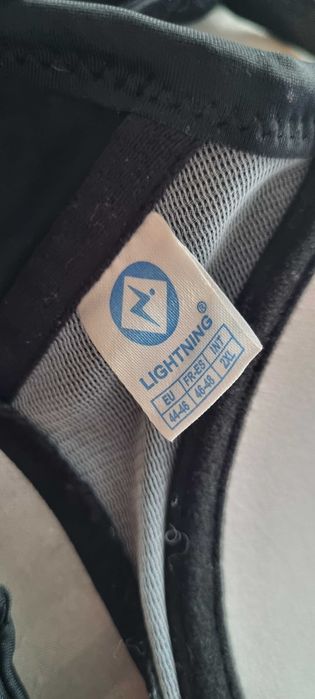 LIGHTNING®
EU FR-ES INT
44-46 46-48 2XL